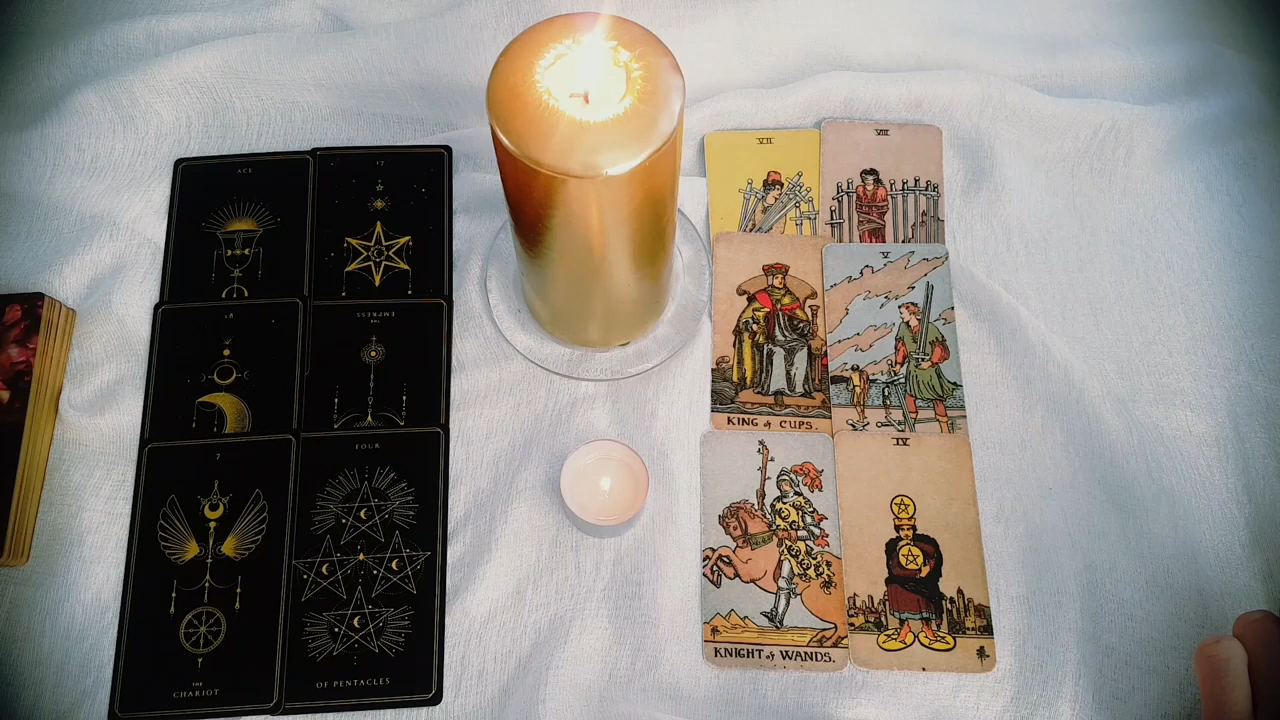 ACE
17
18
THE
EMPRESS
7
THE
CHARIOT
FOUR
OF PENTACLES
VII
VIII
KING of CUPS.
V
KNIGHT of WANDS.
IV